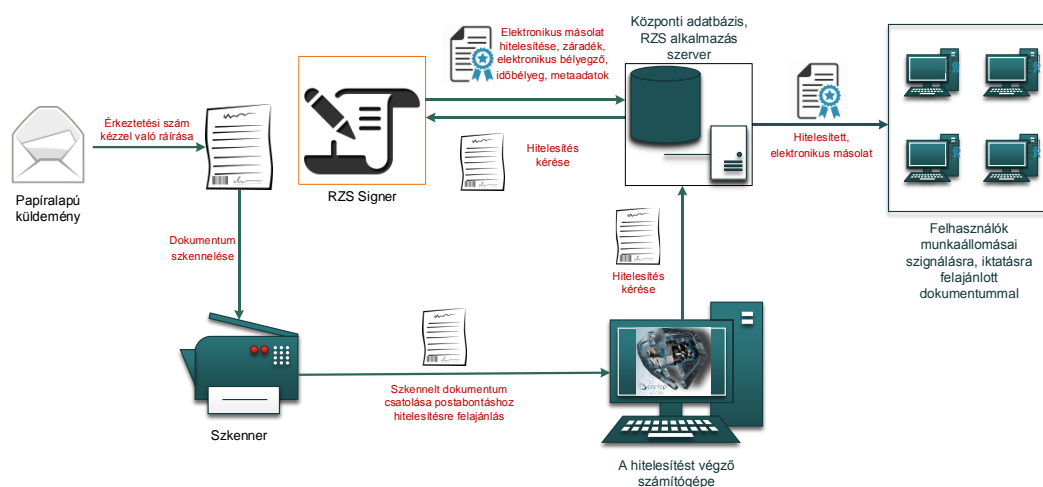 Elektronikus másolat
hitelesítése, záradék,
elektronikus bélyegző,
időbélyeg, metaadatok
Központi adatbázis,
RZS alkalmazás
szerver
Érkeztetési szám
kézzel való ráírása
Papíralapú
küldemény
RZS Signer
Hitelesítés
kérése
Hitelesített,
elektronikus másolat
Felhasználók
munkaállomásai
szignálásra, iktatásra
felajánlott
dokumentummal
Dokumentum
szkennelése
Hitelesítés
kérése
Szkennelt dokumentum
csatolása postabontáshoz
hitelesítésre felajánlás
Szkenner
A hitelesítést végző
számítógépe